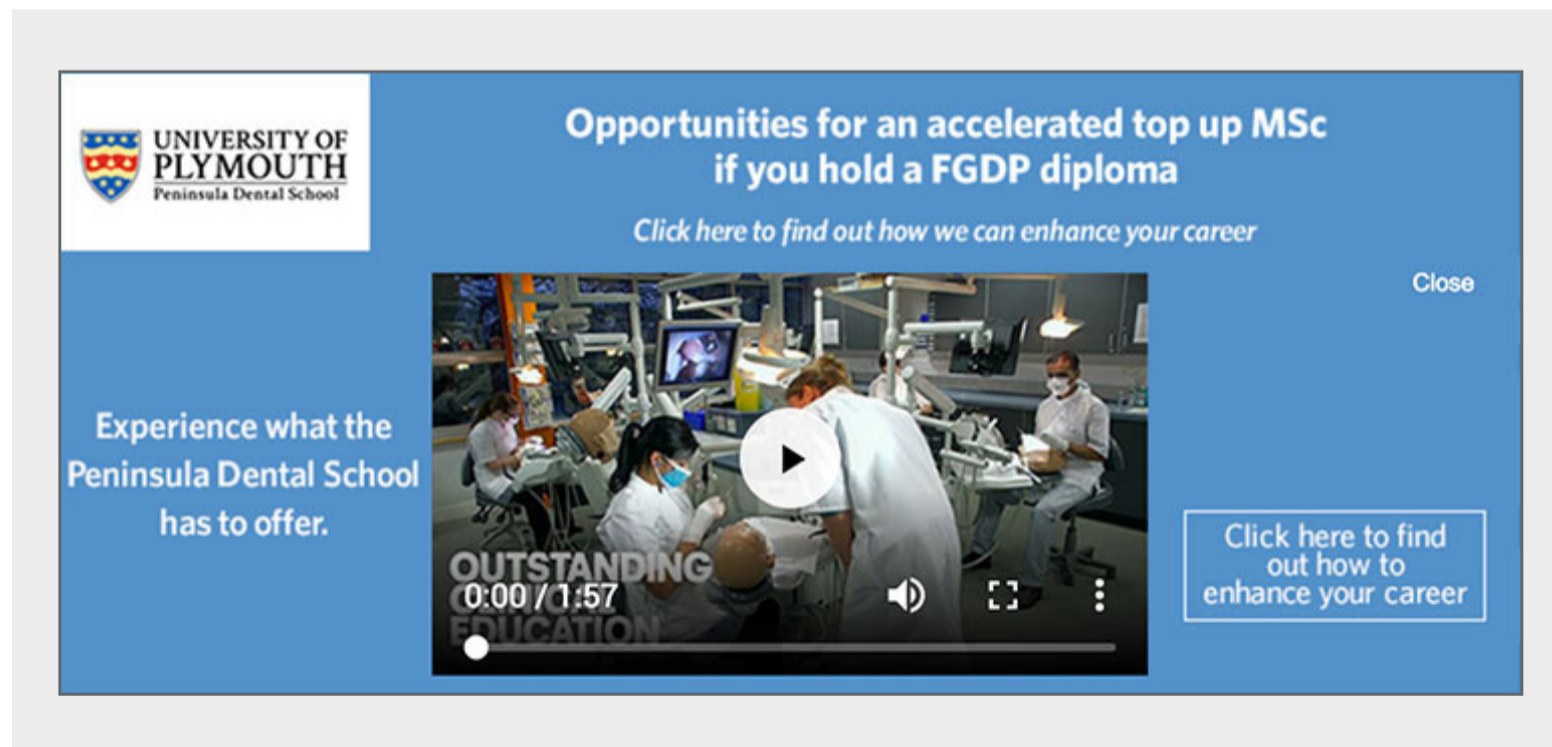 UNIVERSITY OF
PLYMOUTH
Peninsula Dental School
Opportunities for an accelerated top up MSc
if you hold a FGDP diploma
Click here to find out how we can enhance your career
Close
Experience what the
Peninsula Dental School
has to offer.
OUTSTANDING
CLINICAL
EDUCATION
0:00 / 1:57
Click here to find
out how to
enhance your career